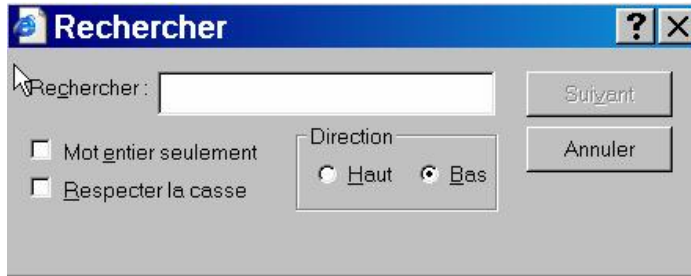 Rechercher
Rechercher :
Suivant
Mot entier seulement
Direction
Annuler
Haut
Bas
Respecter la casse